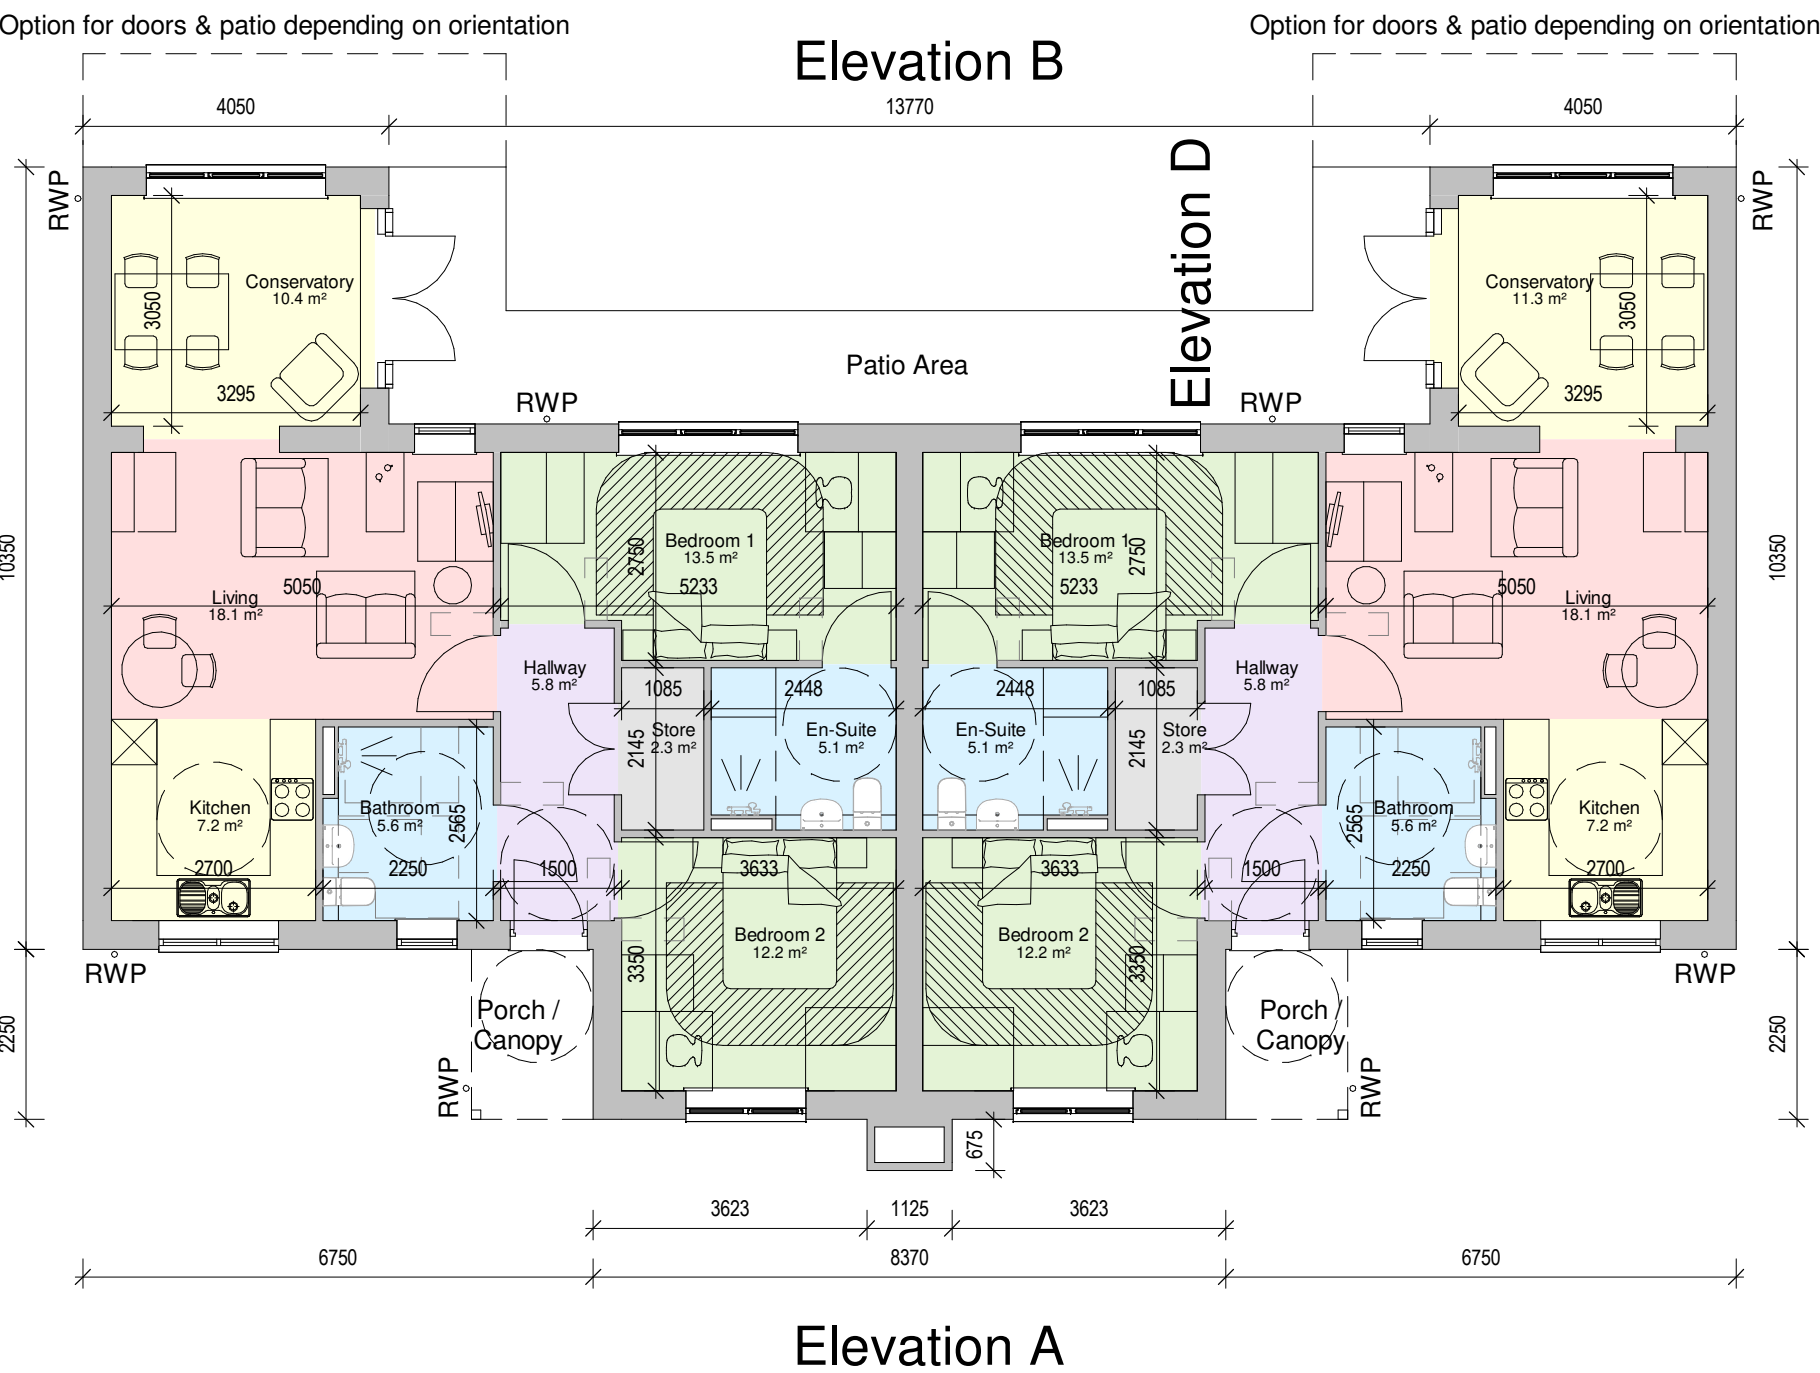 Option for doors & patio depending on orientation
Option for doors & patio depending on orientation
Elevation B
4050
13770
4050
RWP
RWP
Elevation D
Conservatory
10.4 m²
3050
3295
Conservatory
11.3 m²
3050
3295
Patio Area
RWP
RWP
10350
10350
Living
18.1 m²
5050
Bedroom 1
13.5 m²
2750
5233
Bedroom 1
13.5 m²
2750
5233
Living
18.1 m²
5050
Hallway
5.8 m²
1085
2448
2448
1085
Hallway
5.8 m²
Store
2.3 m²
2145
En-Suite
5.1 m²
En-Suite
5.1 m²
Store
2.3 m²
2145
Kitchen
7.2 m²
2700
Bathroom
5.6 m²
2565
2250
1500
3633
3633
1500
Bathroom
5.6 m²
2565
2250
Kitchen
7.2 m²
2700
Bedroom 2
12.2 m²
3350
Bedroom 2
12.2 m²
3350
RWP
RWP
Porch /
Canopy
Porch /
Canopy
2250
2250
RWP
RWP
675
3623
1125
3623
6750
8370
6750
Elevation A